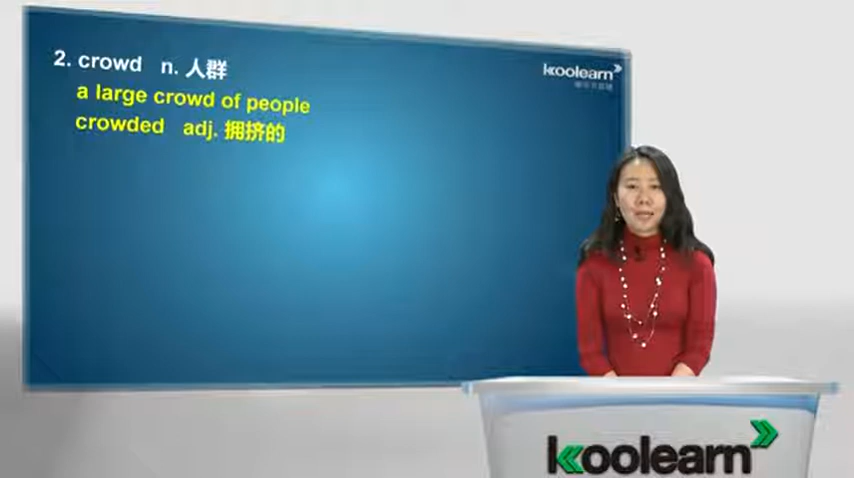 2. crowd n. 人群
a large crowd of people
crowded adj. 拥挤的
koolearn
koolearn